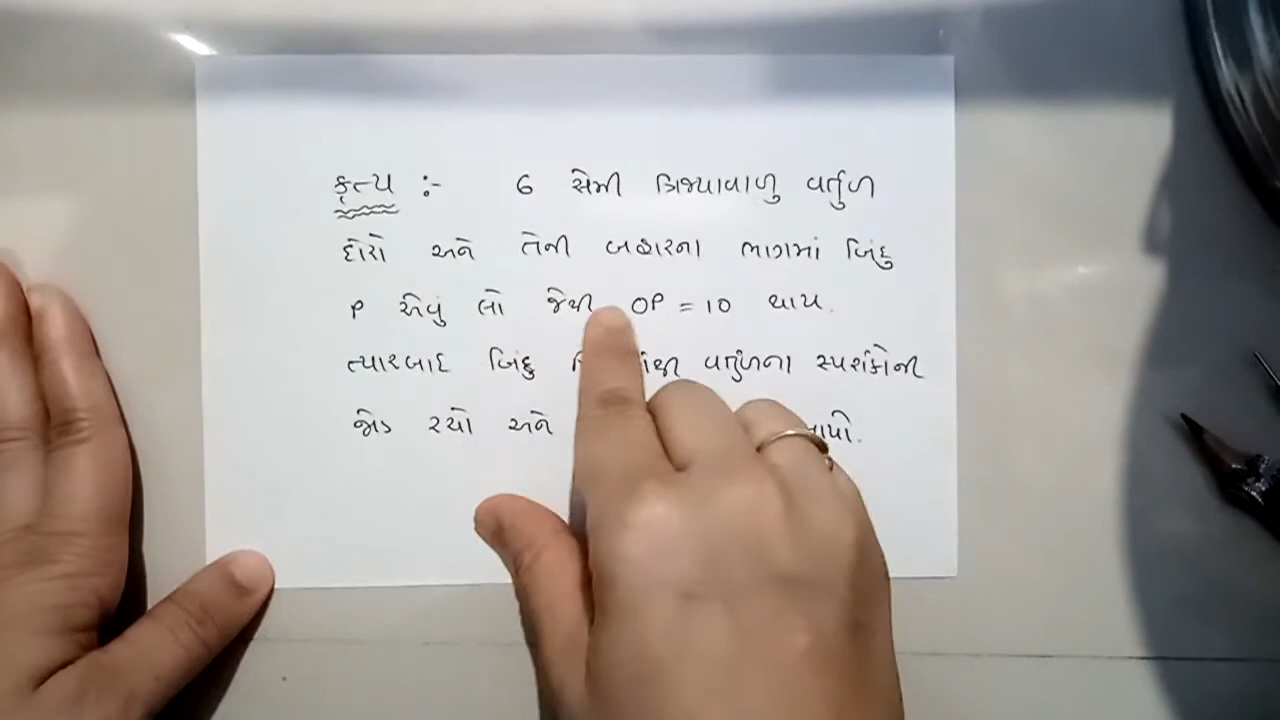 કૃત્ય :- 6 સેમી ત્રિજ્યાવાળુ વર્તુળ
દોરો અને તેની બહારના ભાગમાં બિંદુ
P એવું લો જેથી OP = 10 થાય.
ત્યારબાદ બિંદુ વર્તુળના સ્પર્શકોની
જોડ રચો અને